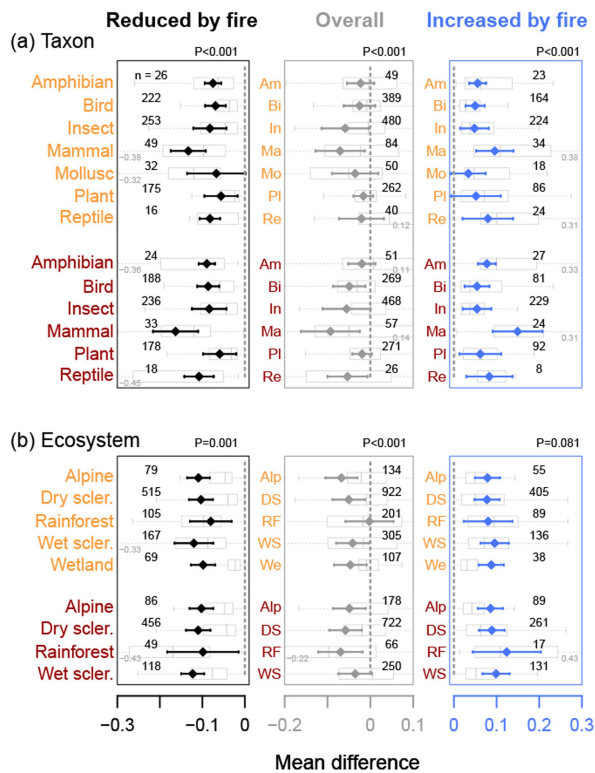 Reduced by fire Overall Increased by fire
(a) Taxon P<0.001 P<0.001 P<0.001
Amphibian n = 26 Am 49 Am 23
Bird 222 Bi 389 Bi 164
Insect 253 In 480 In 224
Mammal 49 −0.38 Ma 84 Ma 34 0.38
Mollusc 32 −0.32 Mo 50 Mo 18
Plant 175 Pl 262 Pl 86
Reptile 16 Re 40 0.12 Re 24 0.31
Amphibian 24 −0.36 Am 51 0.11 Am 27 0.33
Bird 188 Bi 269 Bi 81
Insect 236 In 468 In 229
Mammal 33 Ma 57 0.14 Ma 24 0.31
Plant 178 Pl 271 Pl 92
Reptile 18 −0.45 Re 26 Re 8
(b) Ecosystem P=0.001 P<0.001 P=0.081
Alpine 79 Alp 134 Alp 55
Dry scler. 515 DS 922 DS 405
Rainforest 105 RF 201 RF 89
Wet scler. 167 −0.33 WS 305 WS 136
Wetland 69 We 107 We 38
Alpine 86 Alp 178 Alp 89
Dry scler. 456 DS 722 DS 261
Rainforest 49 −0.43 RF 66 −0.22 RF 17 0.43
Wet scler. 118 WS 250 WS 131
−0.3 −0.1 0 −0.2 0 0 0.1 0.2 0.3
Mean difference